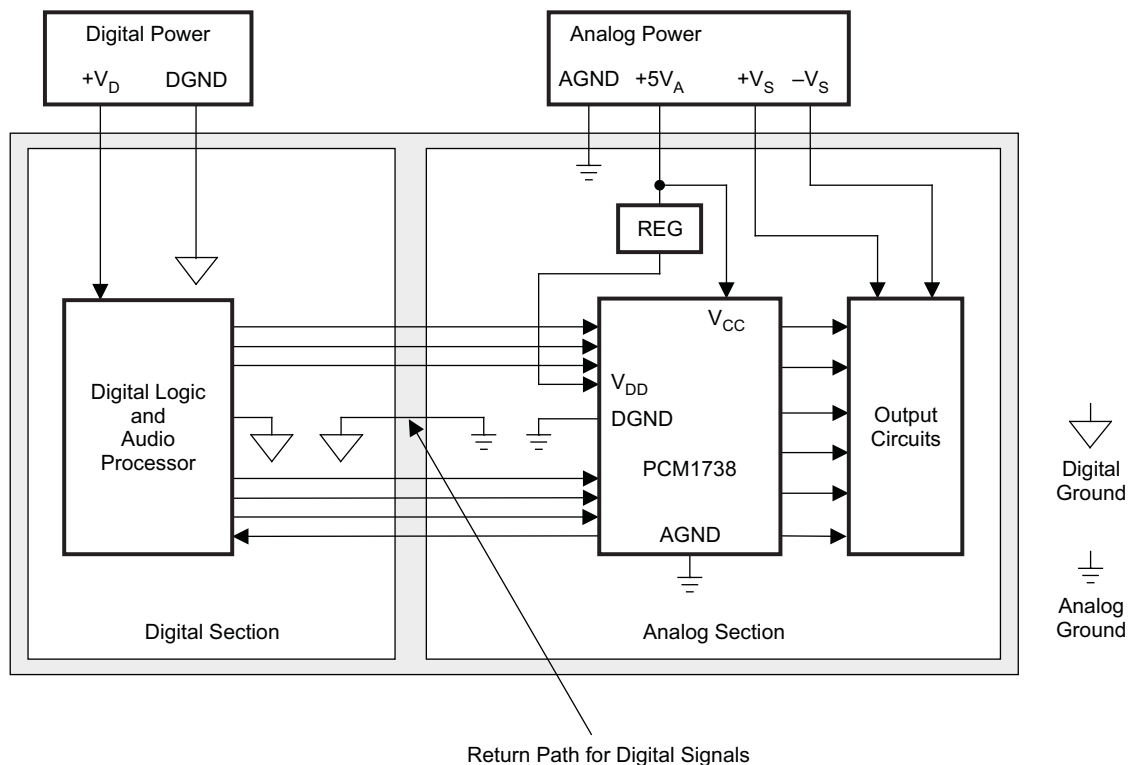 Digital Power
+VD
DGND
Analog Power
AGND
+5VA
+VS
–VS
REG
VCC
VDD
DGND
PCM1738
AGND
Digital Logic
and
Audio
Processor
Output
Circuits
Digital
Ground
Analog
Ground
Digital Section
Analog Section
Return Path for Digital Signals